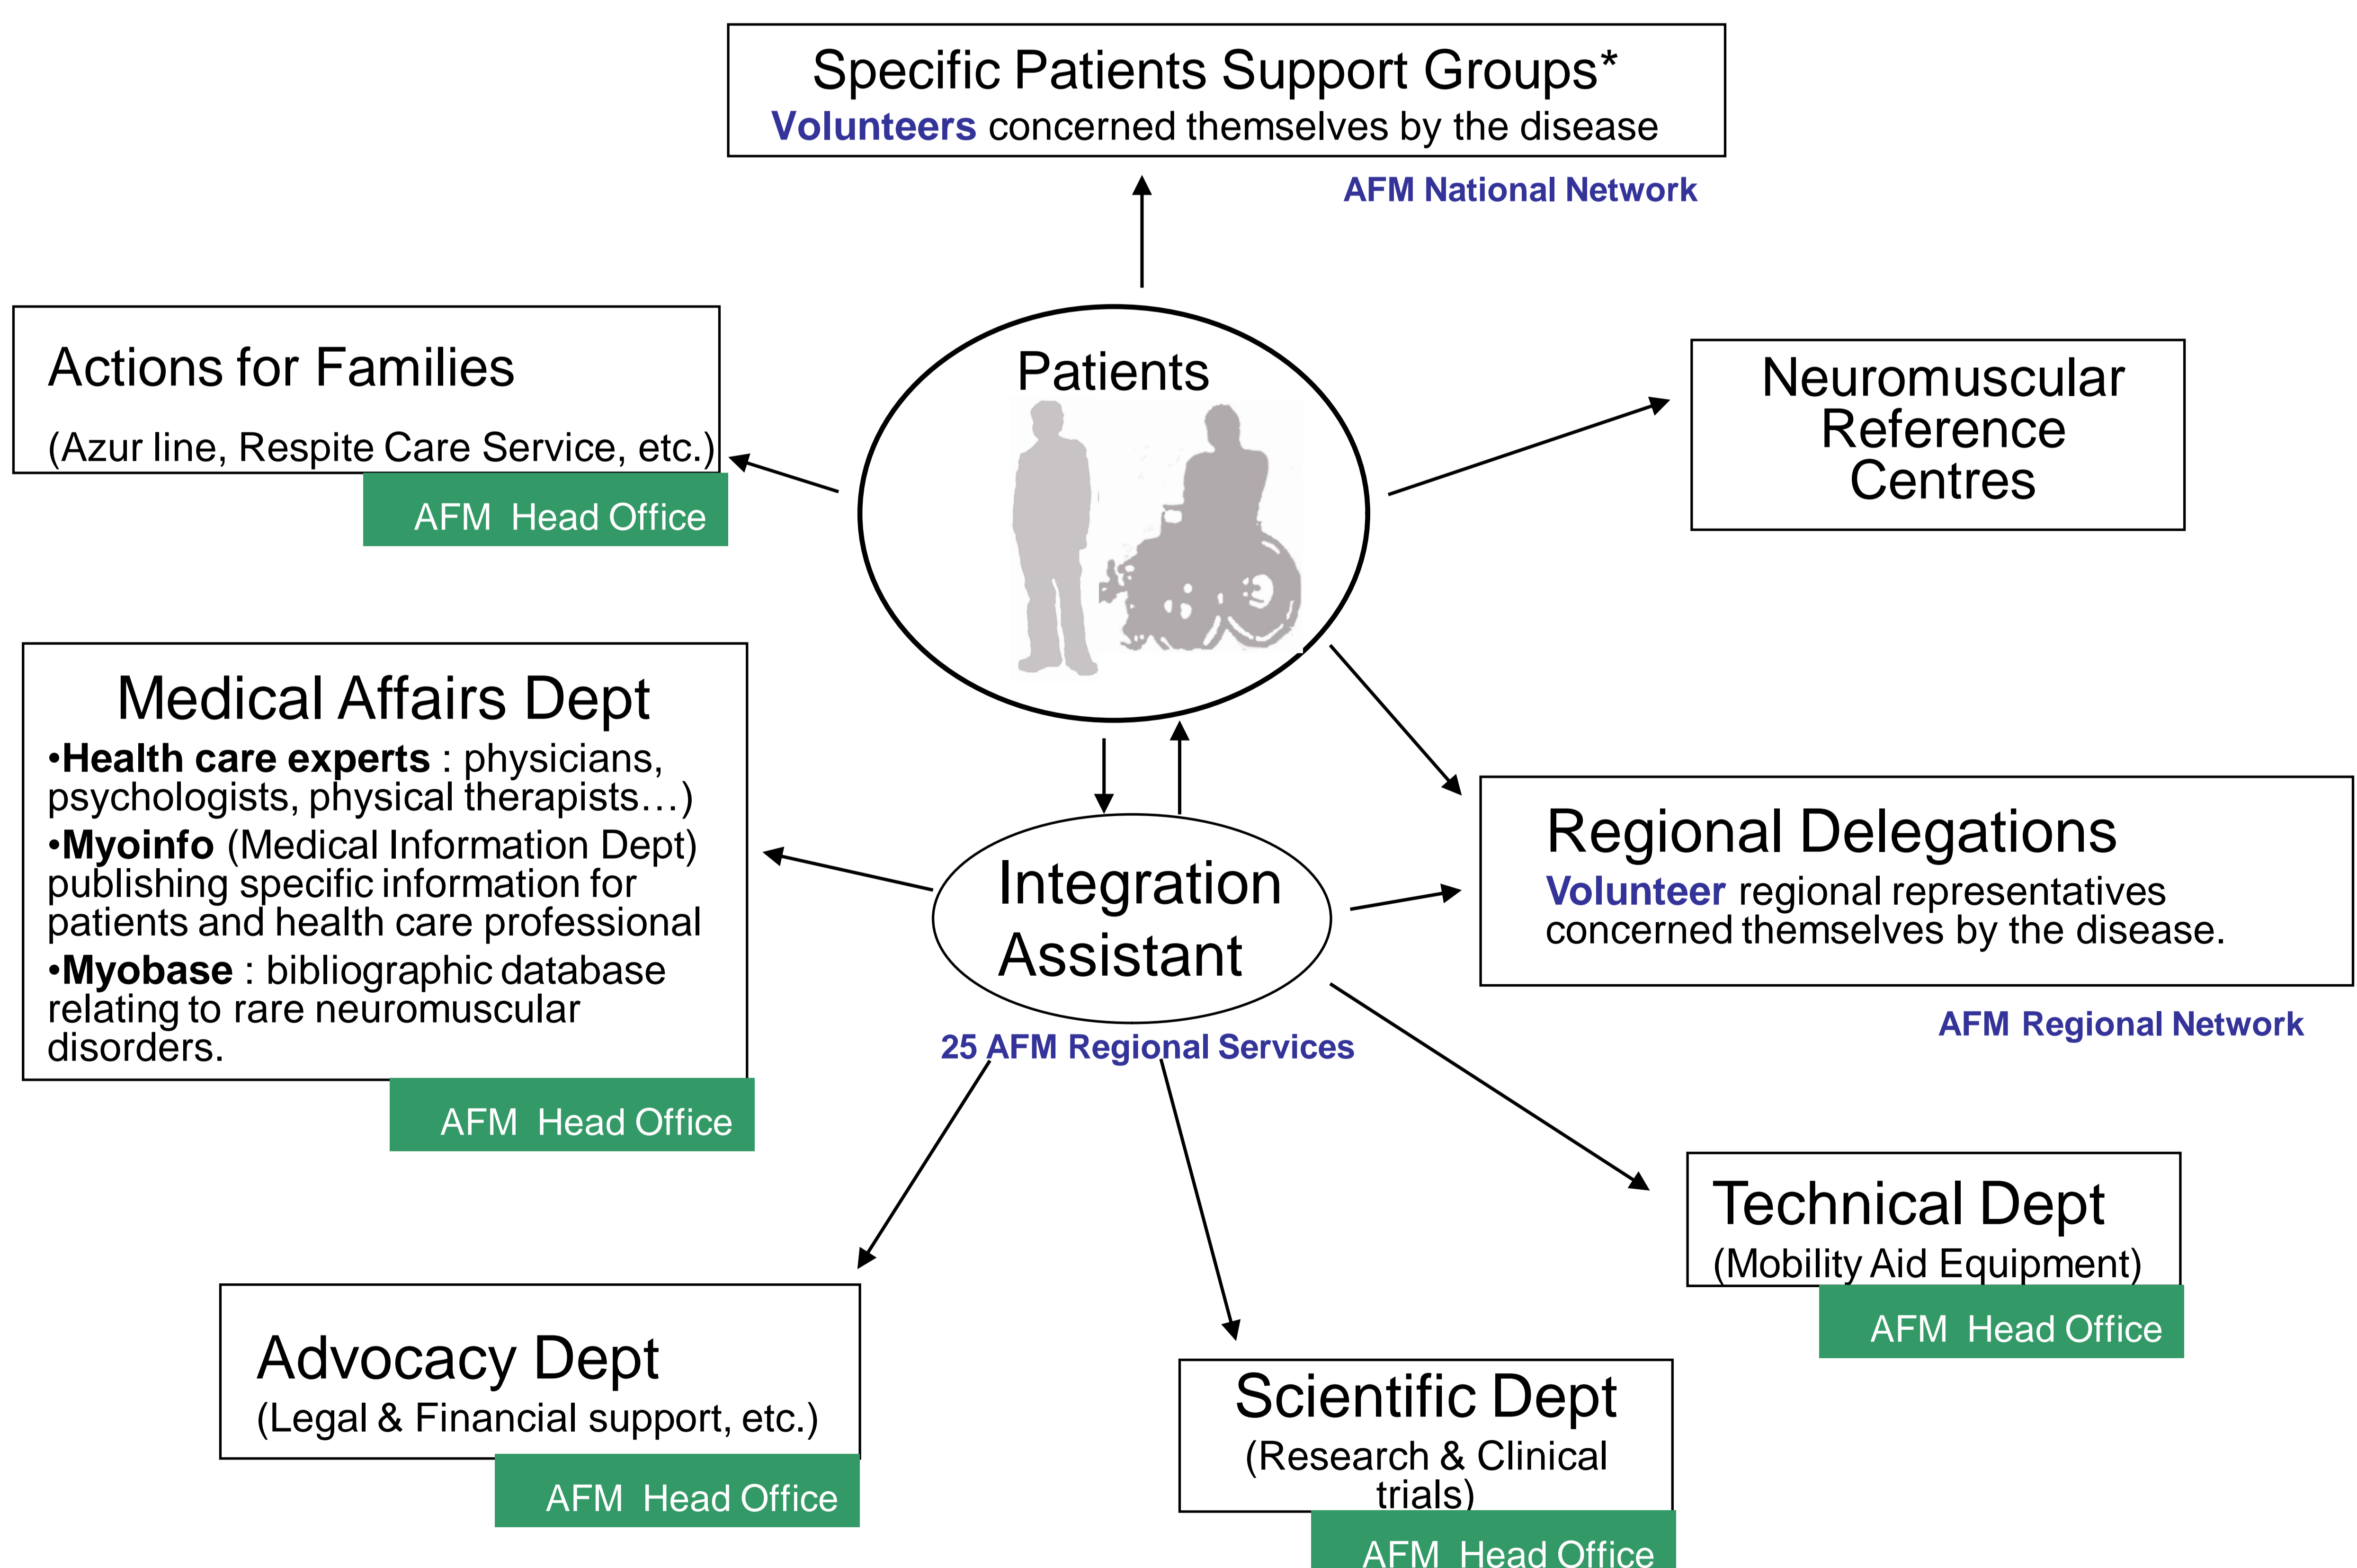 Specific Patients Support Groups*
Volunteers concerned themselves by the disease
AFM National Network
Actions for Families
(Azur line, Respite Care Service, etc.)
AFM Head Office
Patients
Neuromuscular
Reference
Centres
Medical Affairs Dept
•Health care experts : physicians,
psychologists, physical therapists…)
•Myoinfo (Medical Information Dept)
publishing specific information for
patients and health care professional
•Myobase : bibliographic database
relating to rare neuromuscular
disorders.
AFM Head Office
Integration
Assistant
25 AFM Regional Services
Regional Delegations
Volunteer regional representatives
concerned themselves by the disease.
AFM Regional Network
Technical Dept
(Mobility Aid Equipment)
AFM Head Office
Advocacy Dept
(Legal & Financial support, etc.)
AFM Head Office
Scientific Dept
(Research & Clinical
trials)
AFM Head Office